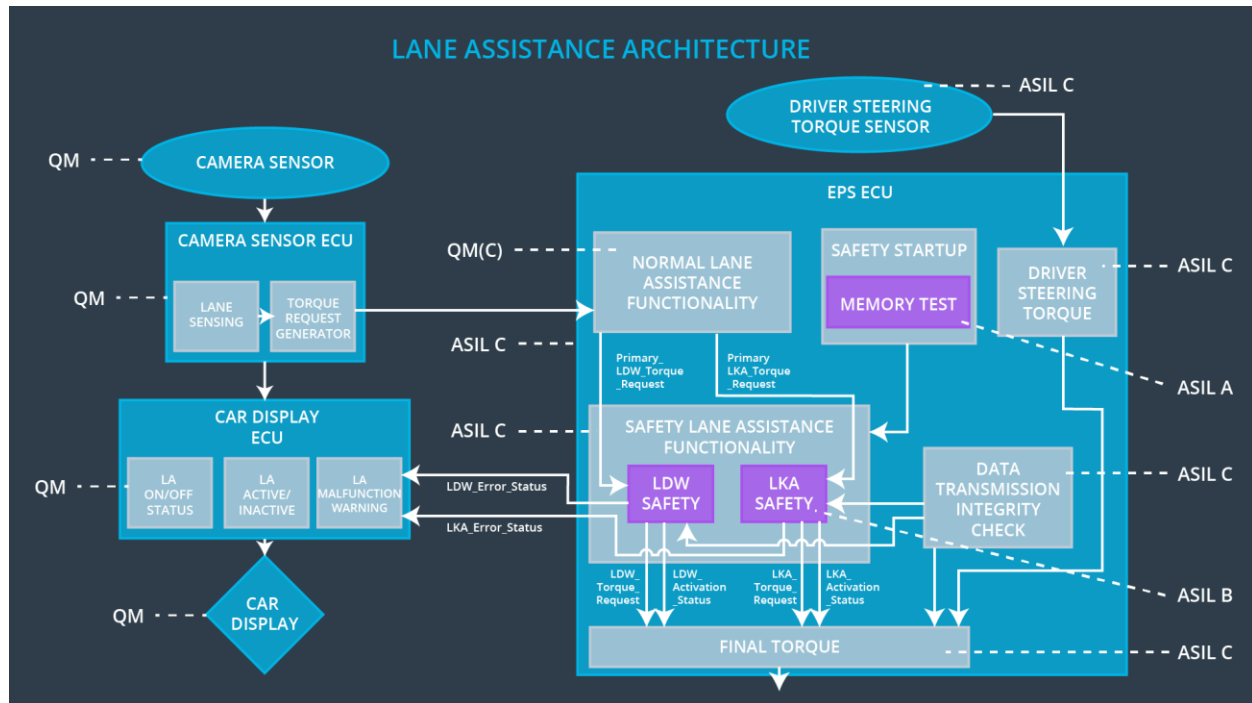 LANE ASSISTANCE ARCHITECTURE
ASIL C
DRIVER STEERING
TORQUE SENSOR
QM
CAMERA SENSOR
EPS ECU
CAMERA SENSOR ECU
QM
LANE
SENSING
TORQUE
REQUEST
GENERATOR
QM(C)
NORMAL LANE
ASSISTANCE
FUNCTIONALITY
SAFETY STARTUP
MEMORY TEST
DRIVER
STEERING
TORQUE
ASIL C
ASIL C
ASIL A
Primary_
LDW_Torque
_Request
Primary
LKA_Torque
_Request
CAR DISPLAY
ECU
QM
LA
ON/OFF
STATUS
LA
ACTIVE/
INACTIVE
LA
MALFUNCTION
WARNING
ASIL C
SAFETY LANE ASSISTANCE
FUNCTIONALITY
LDW
SAFETY
LKA
SAFETY
DATA
TRANSMISSION
INTEGRITY
CHECK
ASIL C
LDW_Error_Status
LKA_Error_Status
LDW_
Torque_
Request
LDW_
Activation
_Status
LKA_
Torque_
Request
LKA_
Activation
_Status
ASIL B
QM
CAR
DISPLAY
FINAL TORQUE
ASIL C